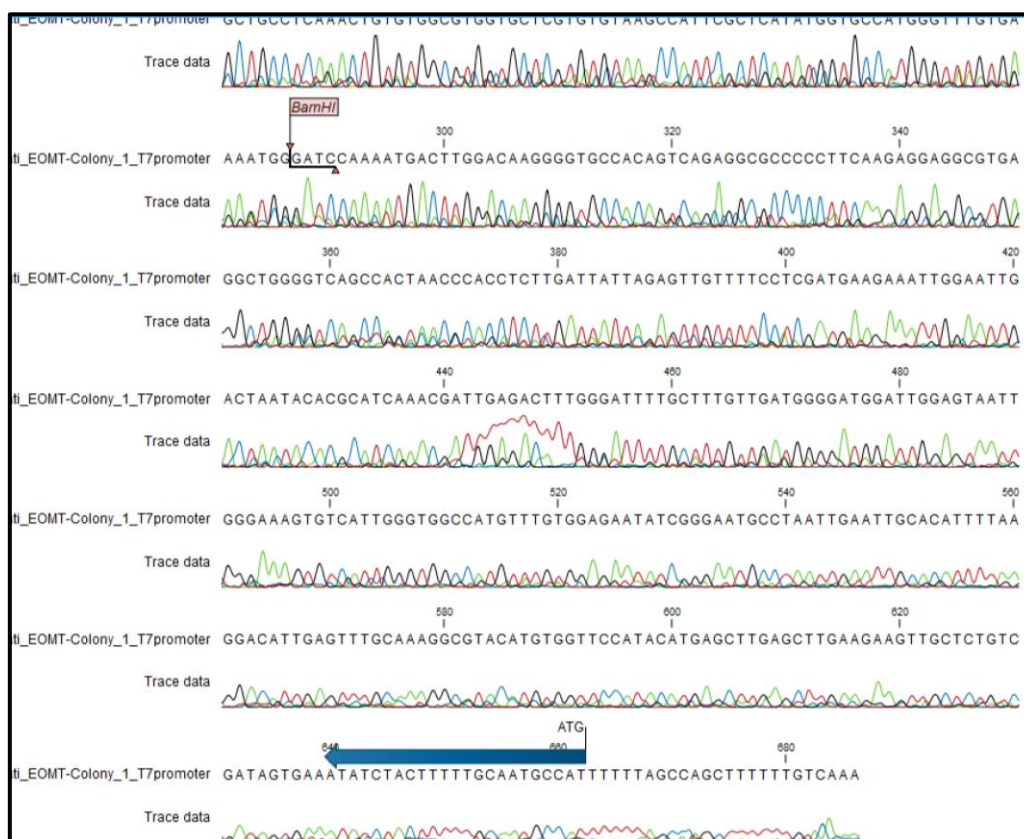 ti_EOMT-Colony_1_T7promoter GCTGCCTCAAACTGTGTGGCGTGGTGCTCGTGTGTAAGCCATTCGCTCATATGGTGCCATGGGTTTGTGA
Trace data
BamHI
300 320 340
ti_EOMT-Colony_1_T7promoter AAATGGGATCCAAAATGACTTGGACAAGGGGTGCCACAGTCAGAGGCGCCCCCTTCAAGAGGAGGCGTGA
Trace data
360 380 400 420
ti_EOMT-Colony_1_T7promoter GGCTGGGGTCAGCCACTAACCCACCTCTTGATTATTAGAGTTGTTTTCCTCGATGAAGAAATTGGAATTG
Trace data
440 460 480
ti_EOMT-Colony_1_T7promoter ACTAATACACGCATCAAACGATTGAGACTTTGGGATTTTGCTTTGTTGATGGGGATGGATTGGAGTAATT
Trace data
500 520 540 560
ti_EOMT-Colony_1_T7promoter GGGAAAGTGTCATTGGGTGGCCATGTTTGTGGAGAATATCGGGAATGCCTAATTGAATTGCACATTTTAA
Trace data
580 600 620
ti_EOMT-Colony_1_T7promoter GGACATTGAGTTTGCAAAGGCGTACATGTGGTTCCATACATGAGCTTGAGCTTGAAGAAGTTGCTCTGTC
Trace data
ATG
640 660 680
ti_EOMT-Colony_1_T7promoter GATAGTGAAATATCTACTTTTTGCAATGCCATTTTTTAGCCAGCTTTTTTGTCAAA
Trace data